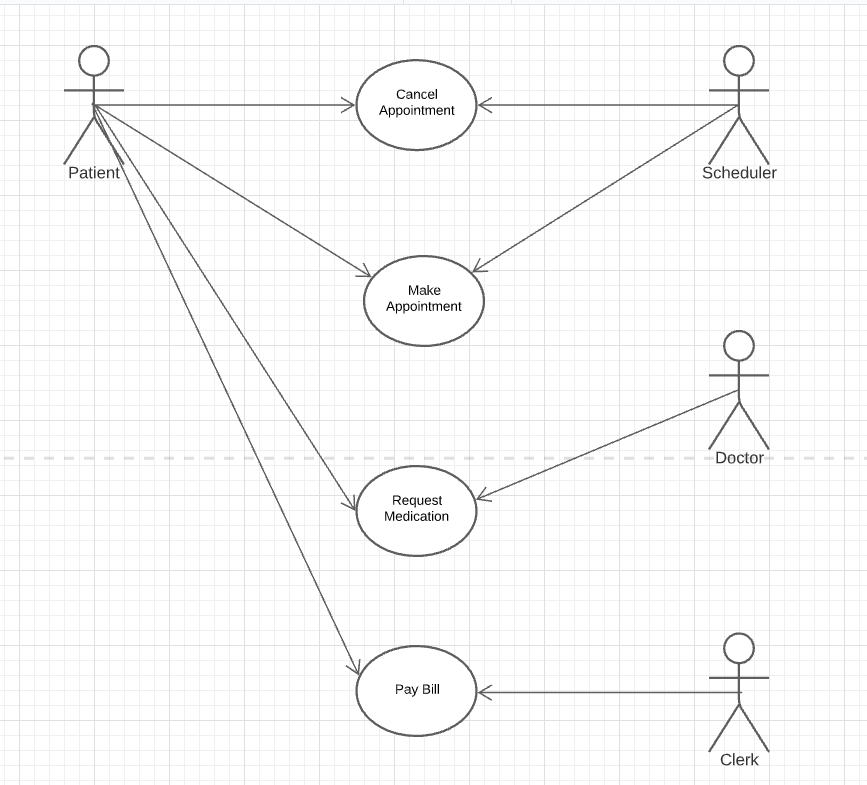 Cancel
Appointment
Patient
Scheduler
Make
Appointment
Doctor
Request
Medication
Pay Bill
Clerk